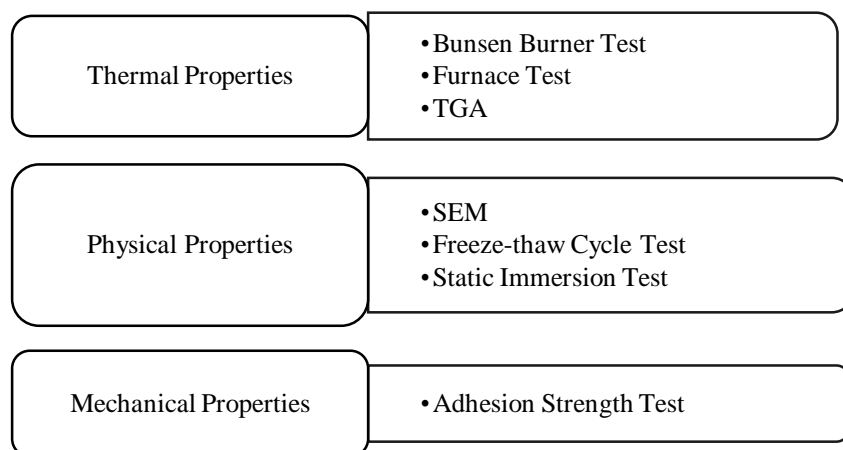 Thermal Properties
•Bunsen Burner Test
•Furnace Test
•TGA
Physical Properties
•SEM
•Freeze-thaw Cycle Test
•Static Immersion Test
Mechanical Properties
•Adhesion Strength Test